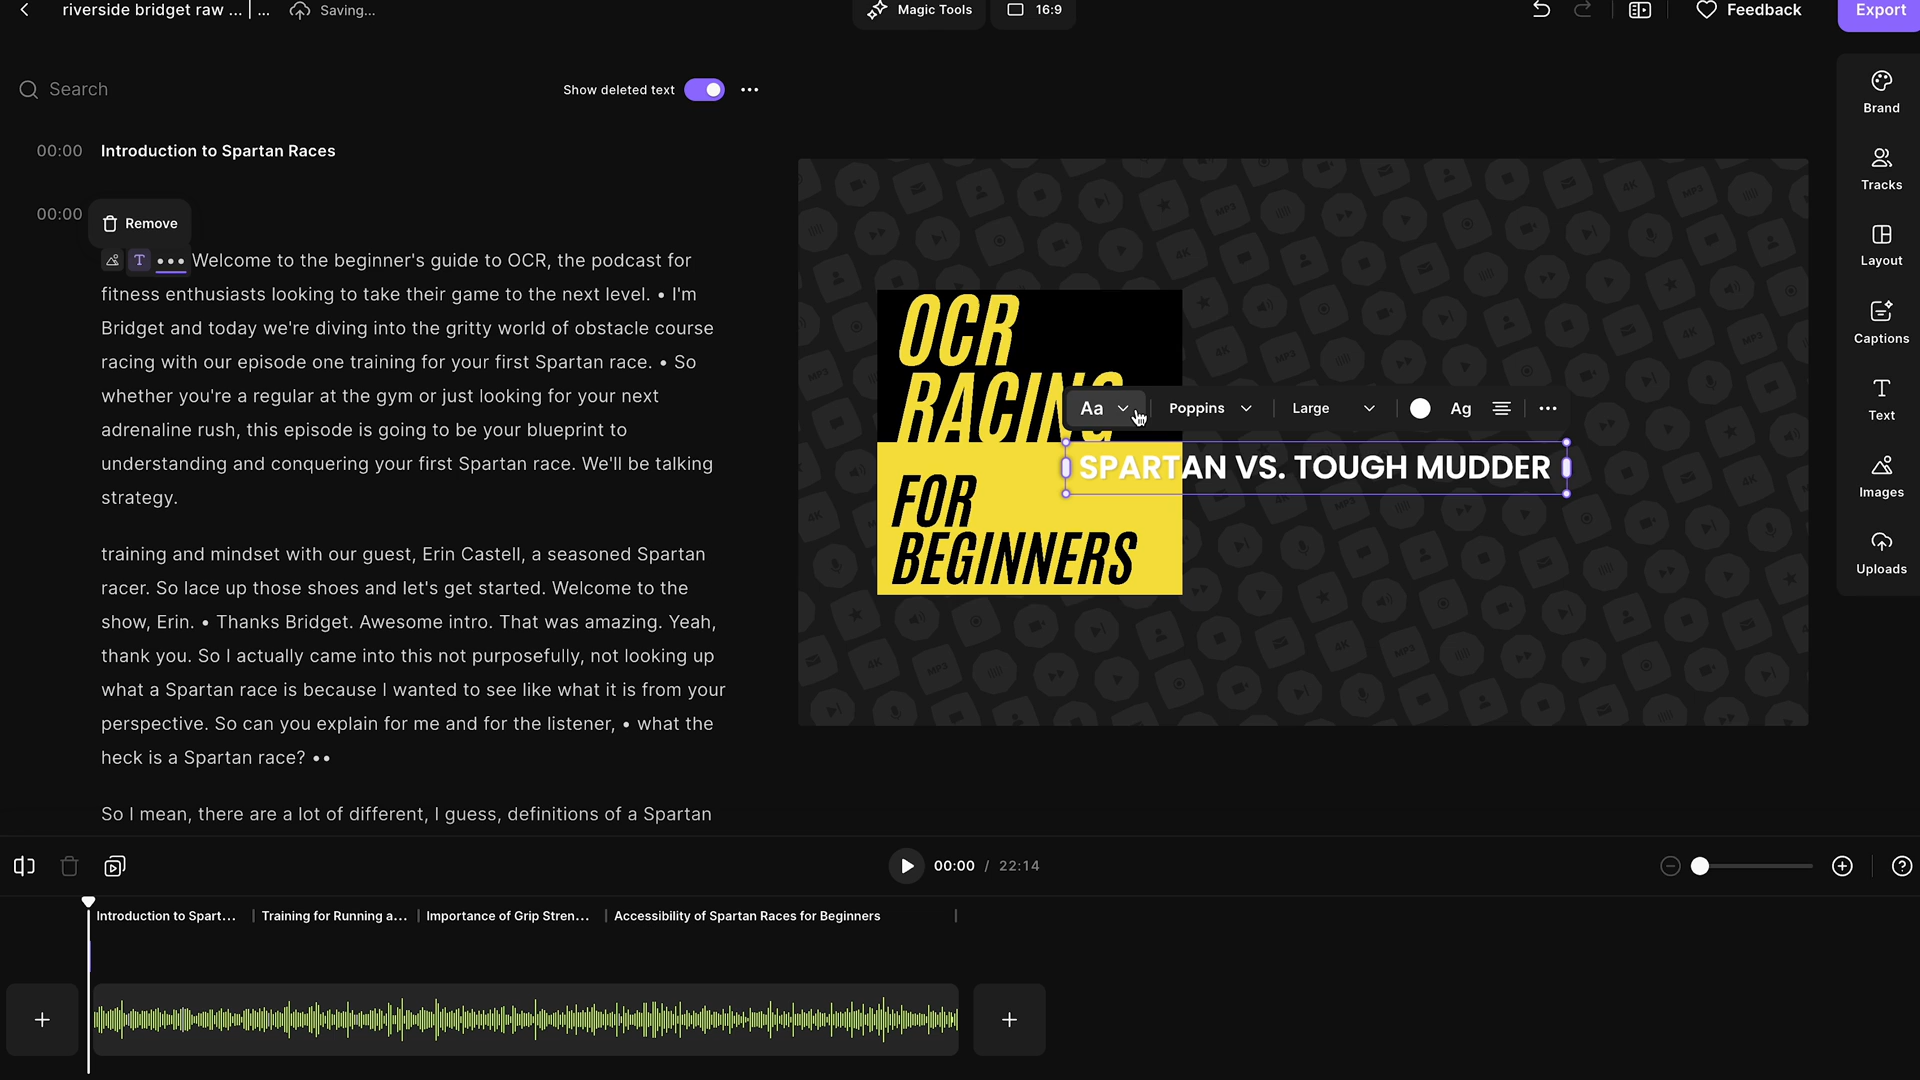 riverside bridget raw ... | ...
Saving...
Magic Tools
16:9
Feedback
Export
Search
Show deleted text
00:00
Introduction to Spartan Races
00:00
Remove
T ••• Welcome to the beginner's guide to OCR, the podcast for
fitness enthusiasts looking to take their game to the next level. • I'm
Bridget and today we're diving into the gritty world of obstacle course
racing with our episode one training for your first Spartan race. • So
whether you're a regular at the gym or just looking for your next
adrenaline rush, this episode is going to be your blueprint to
understanding and conquering your first Spartan race. We'll be talking
strategy.
training and mindset with our guest, Erin Castell, a seasoned Spartan
racer. So lace up those shoes and let's get started. Welcome to the
show, Erin. • Thanks Bridget. Awesome intro. That was amazing. Yeah,
thank you. So I actually came into this not purposefully, not looking up
what a Spartan race is because I wanted to see like what it is from your
perspective. So can you explain for me and for the listener, • what the
heck is a Spartan race? ••
So I mean, there are a lot of different, I guess, definitions of a Spartan
OCR
RACING
FOR
BEGINNERS
Aa
Poppins
Large
Ag
SPARTAN VS. TOUGH MUDDER
Brand
Tracks
Layout
Captions
Text
Images
Uploads
00:00 / 22:14
Introduction to Spart...
Training for Running a...
Importance of Grip Stren...
Accessibility of Spartan Races for Beginners